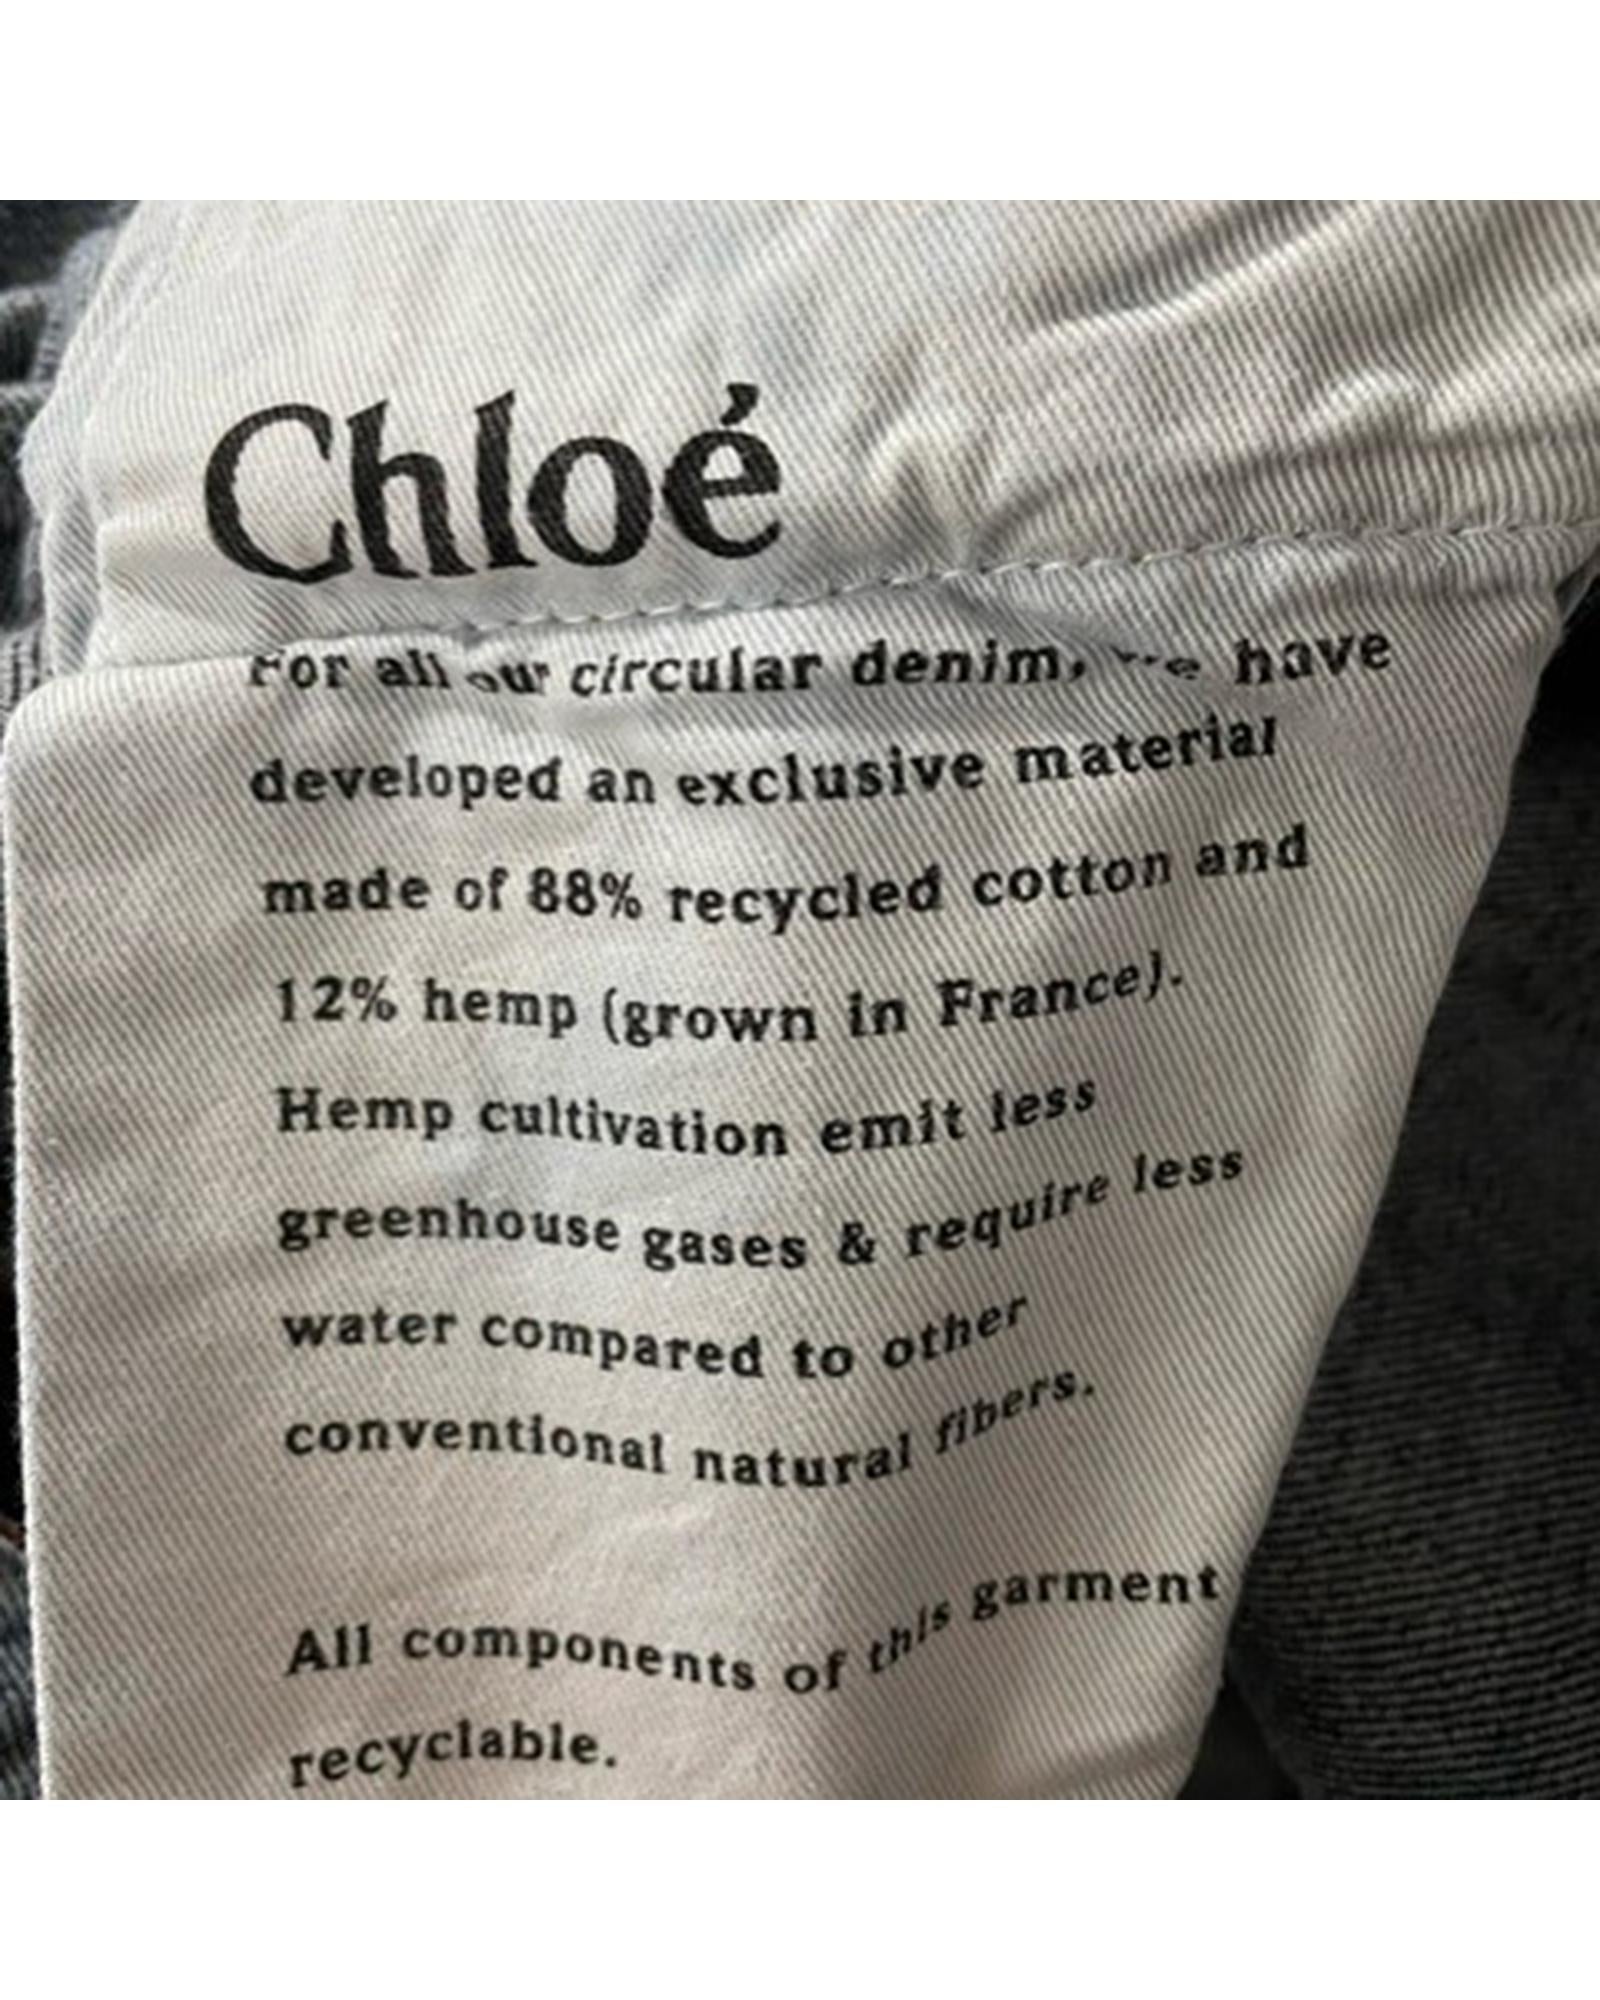 Chloé
For all our circular denim, we have
developed an exclusive material
made of 88% recycled cotton and
12% hemp (grown in France).
Hemp cultivation emit less
greenhouse gases & require less
water compared to other
conventional natural fibers.
All components of this garment
recyclable.